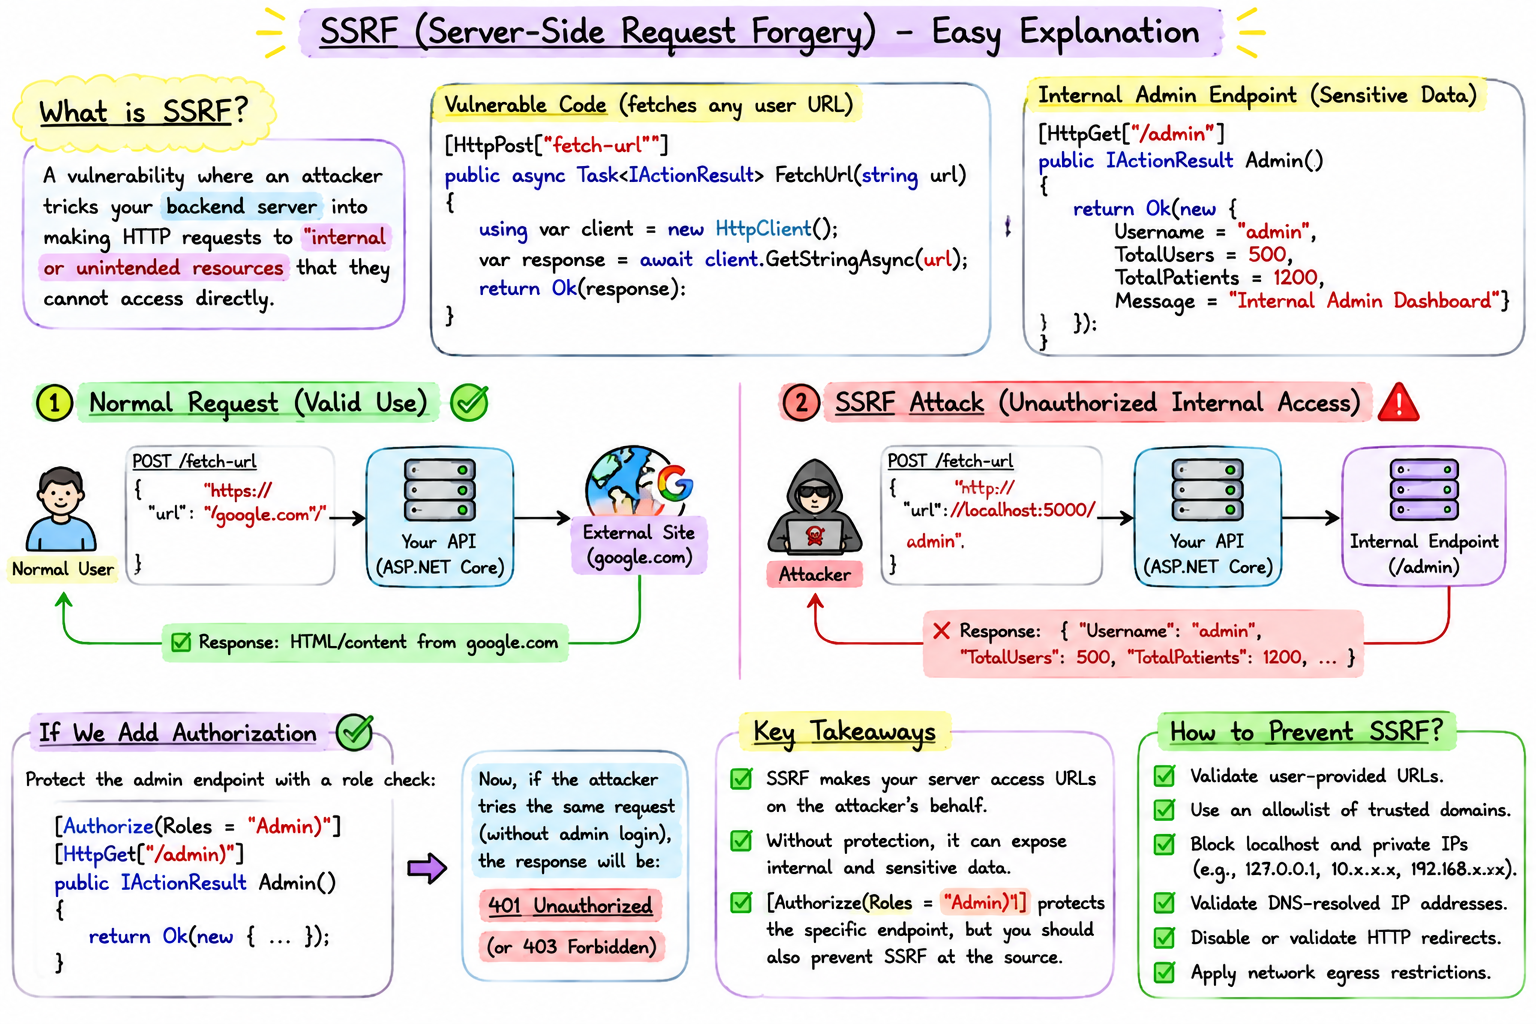 SSRF (Server-Side Request Forgery) – Easy Explanation
What is SSRF?
A vulnerability where an attacker
tricks your backend server into
making HTTP requests to "internal
or unintended resources that they
cannot access directly.
Vulnerable Code (fetches any user URL)
[HttpPost["fetch-url""]
public async Task<IActionResult> FetchUrl(string url)
{
using var client = new HttpClient();
var response = await client.GetStringAsync(url);
return Ok(response):
}
Internal Admin Endpoint (Sensitive Data)
[HttpGet["/admin"]
public IActionResult Admin()
{
return Ok(new {
Username = "admin",
TotalUsers = 500,
TotalPatients = 1200,
Message = "Internal Admin Dashboard"}
} }):
}
1 Normal Request (Valid Use)
Normal User
POST /fetch-url
{ "https://
"url": "/google.com"/"
}
Your API
(ASP.NET Core)
G
External Site
(google.com)
Response: HTML/content from google.com
2 SSRF Attack (Unauthorized Internal Access)
Attacker
POST /fetch-url
{ "http://
"url"://localhost:5000/
admin".
}
Your API
(ASP.NET Core)
Internal Endpoint
(/admin)
Response: { "Username": "admin",
"TotalUsers": 500, "TotalPatients": 1200, ... }
If We Add Authorization
Protect the admin endpoint with a role check:
[Authorize(Roles = "Admin)"]
[HttpGet["/admin)"]
public IActionResult Admin()
{
return Ok(new { ... });
}
Now, if the attacker
tries the same request
(without admin login),
the response will be:
401 Unauthorized
(or 403 Forbidden)
Key Takeaways
SSRF makes your server access URLs
on the attacker's behalf.
Without protection, it can expose
internal and sensitive data.
[Authorizze(Roles = "Admin)"] protects
the specific endpoint, but you should
also prevent SSRF at the source.
How to Prevent SSRF?
Validate user-provided URLs.
Use an allowlist of trusted domains.
Block localhost and private IPs
(e.g., 127.0.0.1, 10.x.x.x, 192.168.x.xx).
Validate DNS-resolved IP addresses.
Disable or validate HTTP redirects.
Apply network egress restrictions.